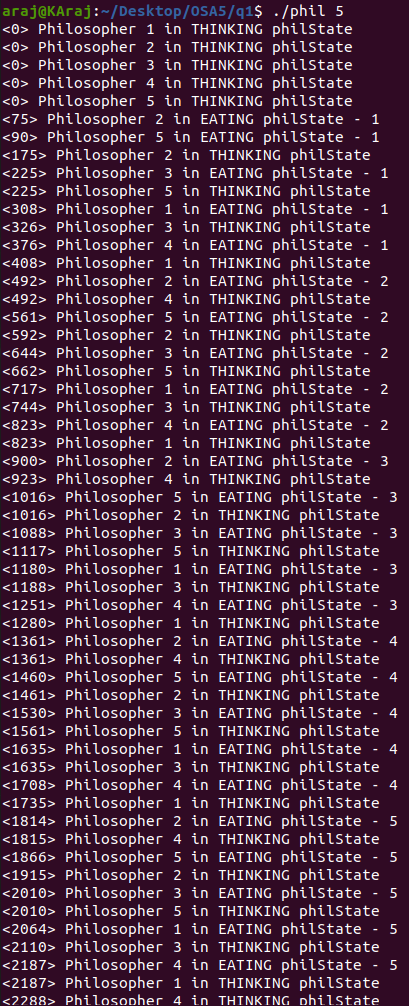 araj@KAraj:~/Desktop/OSA5/q1$ ./phil 5
<0> Philosopher 1 in THINKING philState
<0> Philosopher 2 in THINKING philState
<0> Philosopher 3 in THINKING philState
<0> Philosopher 4 in THINKING philState
<0> Philosopher 5 in THINKING philState
<75> Philosopher 2 in EATING philState - 1
<90> Philosopher 5 in EATING philState - 1
<175> Philosopher 2 in THINKING philState
<225> Philosopher 3 in EATING philState - 1
<225> Philosopher 5 in THINKING philState
<308> Philosopher 1 in EATING philState - 1
<326> Philosopher 3 in THINKING philState
<376> Philosopher 4 in EATING philState - 1
<408> Philosopher 1 in THINKING philState
<492> Philosopher 2 in EATING philState - 2
<492> Philosopher 4 in THINKING philState
<561> Philosopher 5 in EATING philState - 2
<592> Philosopher 2 in THINKING philState
<644> Philosopher 3 in EATING philState - 2
<662> Philosopher 5 in THINKING philState
<717> Philosopher 1 in EATING philState - 2
<744> Philosopher 3 in THINKING philState
<823> Philosopher 4 in EATING philState - 2
<823> Philosopher 1 in THINKING philState
<900> Philosopher 2 in EATING philState - 3
<923> Philosopher 4 in THINKING philState
<1016> Philosopher 5 in EATING philState - 3
<1016> Philosopher 2 in THINKING philState
<1088> Philosopher 3 in EATING philState - 3
<1117> Philosopher 5 in THINKING philState
<1180> Philosopher 1 in EATING philState - 3
<1188> Philosopher 3 in THINKING philState
<1251> Philosopher 4 in EATING philState - 3
<1280> Philosopher 1 in THINKING philState
<1361> Philosopher 2 in EATING philState - 4
<1361> Philosopher 4 in THINKING philState
<1460> Philosopher 5 in EATING philState - 4
<1461> Philosopher 2 in THINKING philState
<1530> Philosopher 3 in EATING philState - 4
<1561> Philosopher 5 in THINKING philState
<1635> Philosopher 1 in EATING philState - 4
<1635> Philosopher 3 in THINKING philState
<1708> Philosopher 4 in EATING philState - 4
<1735> Philosopher 1 in THINKING philState
<1814> Philosopher 2 in EATING philState - 5
<1815> Philosopher 4 in THINKING philState
<1866> Philosopher 5 in EATING philState - 5
<1915> Philosopher 2 in THINKING philState
<2010> Philosopher 3 in EATING philState - 5
<2010> Philosopher 5 in THINKING philState
<2064> Philosopher 1 in EATING philState - 5
<2110> Philosopher 3 in THINKING philState
<2187> Philosopher 4 in EATING philState - 5
<2187> Philosopher 1 in THINKING philState
<2288> Philosopher 4 in THINKING philState